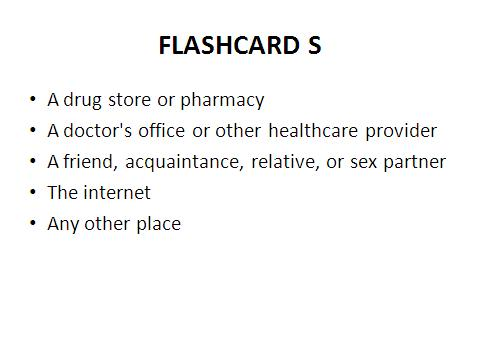 FLASHCARD S
• A drug store or pharmacy
• A doctor's office or other healthcare provider
• A friend, acquaintance, relative, or sex partner
• The internet
• Any other place